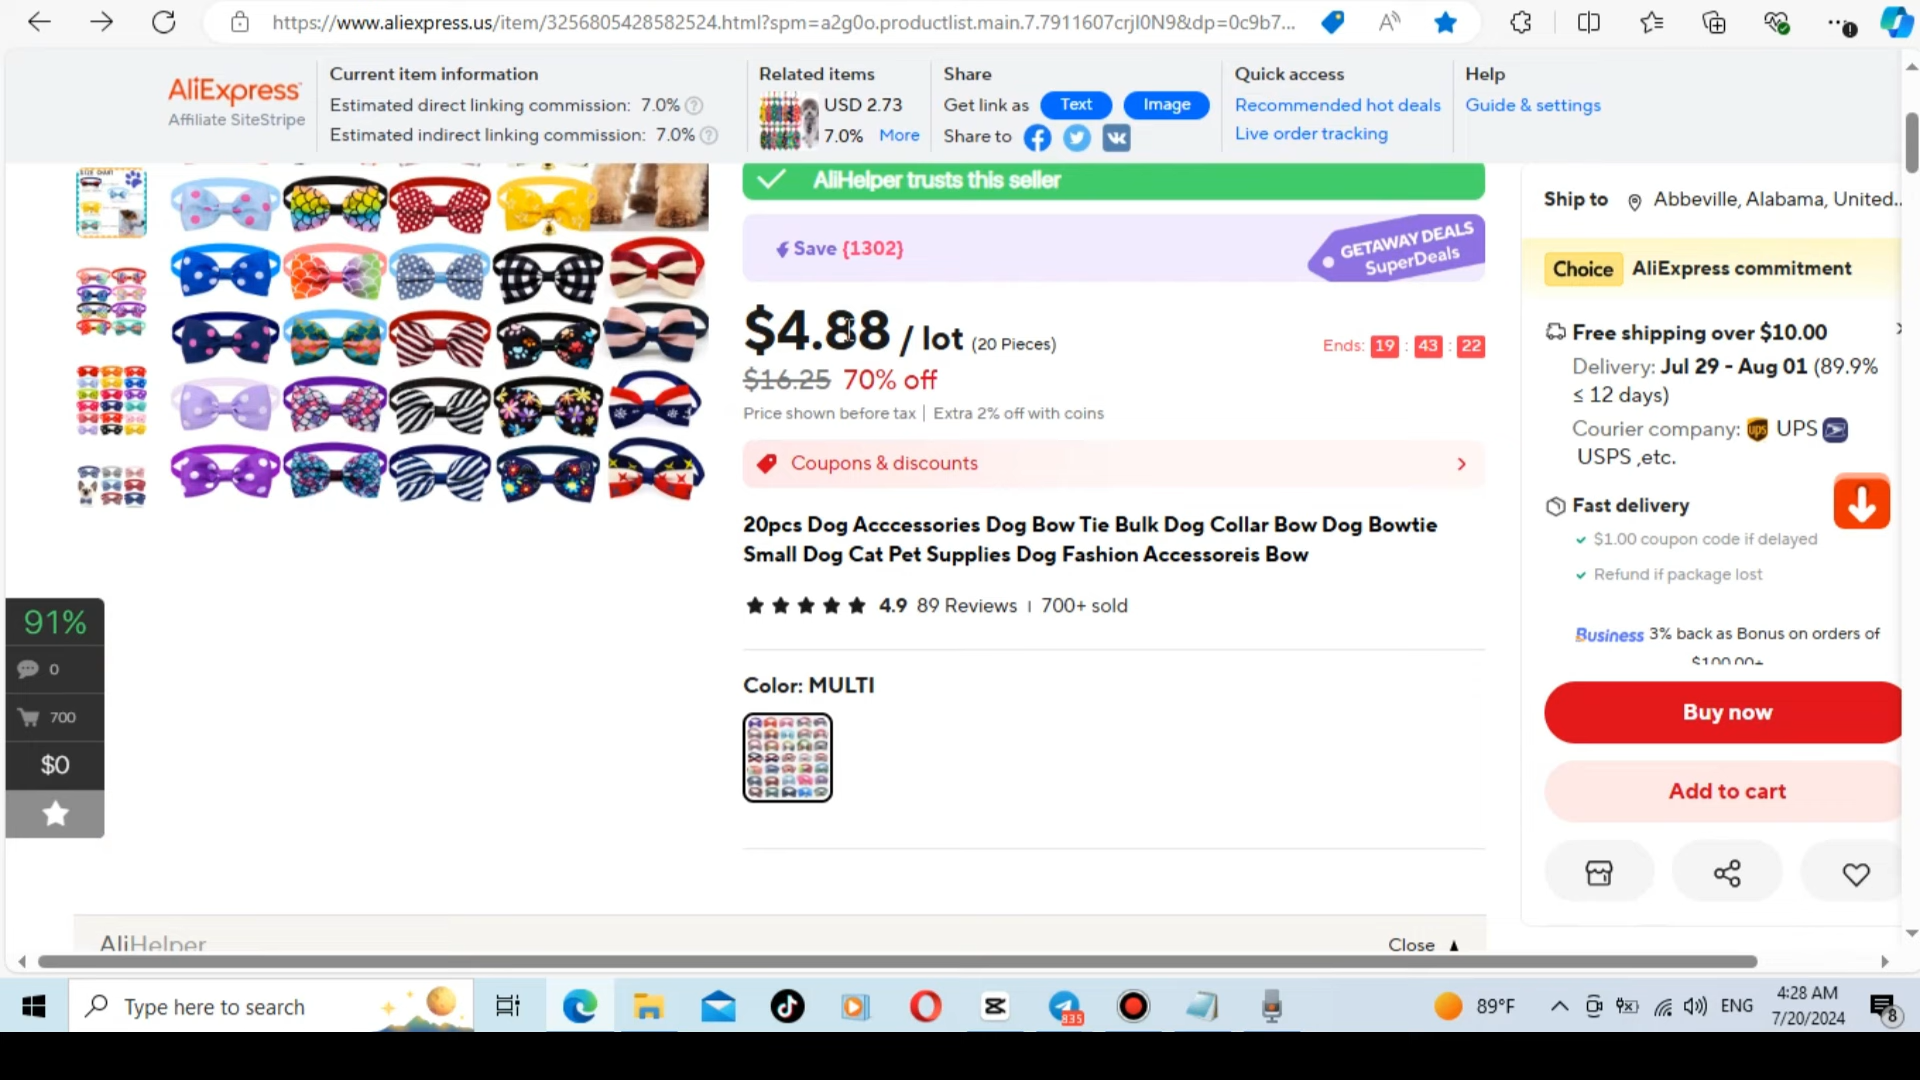 https://www.aliexpress.us/item/3256805428582524.html?spm=a2g0o.productlist.main.7.7911607crjl0N9&dp=0c9b7...
AliExpress
Affiliate SiteStripe
Current item information
Estimated direct linking commission: 7.0% ?
Estimated indirect linking commission: 7.0% ?
Related items
USD 2.73
7.0% More
Share
Get link as Text Image
Share to
Quick access
Recommended hot deals
Live order tracking
Help
Guide & settings
SIZE CHART
AliHelper trusts this seller
Save {1302}
GETAWAY DEALS
SuperDeals
$4.88 / lot (20 Pieces)
Ends: 19 : 43 : 22
$16.25 70% off
Price shown before tax | Extra 2% off with coins
Coupons & discounts
20pcs Dog Acccessories Dog Bow Tie Bulk Dog Collar Bow Dog Bowtie
Small Dog Cat Pet Supplies Dog Fashion Accessoreis Bow
4.9 89 Reviews | 700+ sold
Color: MULTI
AliHelper
Close
91%
0
700
$0
Ship to Abbeville, Alabama, United..
Choice AliExpress commitment
Free shipping over $10.00
Delivery: Jul 29 - Aug 01 (89.9%
≤ 12 days)
Courier company: ups UPS
USPS ,etc.
Fast delivery
$1.00 coupon code if delayed
Refund if package lost
Business 3% back as Bonus on orders of
$100.00+
Buy now
Add to cart
Type here to search
835
89°F
ENG
4:28 AM
7/20/2024
8